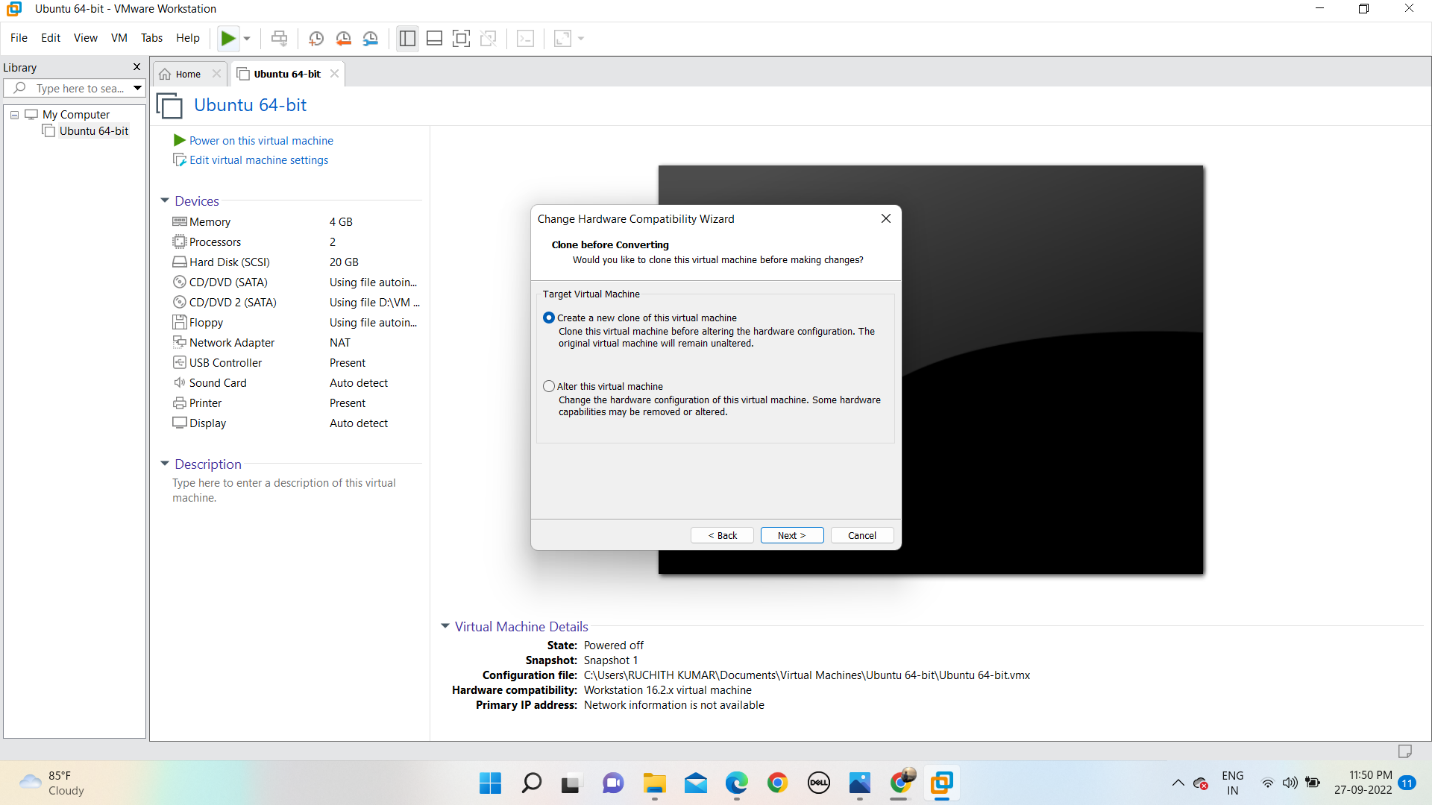 Ubuntu 64-bit - VMware Workstation
File Edit View VM Tabs Help
Library
Type here to sea...
My Computer
Ubuntu 64-bit
Home
Ubuntu 64-bit
Ubuntu 64-bit
Power on this virtual machine
Edit virtual machine settings
Devices
Memory 4 GB
Processors 2
Hard Disk (SCSI) 20 GB
CD/DVD (SATA) Using file autoin...
CD/DVD 2 (SATA) Using file D:\VM ...
Floppy Using file autoin...
Network Adapter NAT
USB Controller Present
Sound Card Auto detect
Printer Present
Display Auto detect
Description
Type here to enter a description of this virtual
machine.
Change Hardware Compatibility Wizard
Clone before Converting
Would you like to clone this virtual machine before making changes?
Target Virtual Machine
Create a new clone of this virtual machine
Clone this virtual machine before altering the hardware configuration. The
original virtual machine will remain unaltered.
Alter this virtual machine
Change the hardware configuration of this virtual machine. Some hardware
capabilities may be removed or altered.
< Back Next > Cancel
Virtual Machine Details
State: Powered off
Snapshot: Snapshot 1
Configuration file: C:\Users\RUCHITH KUMAR\Documents\Virtual Machines\Ubuntu 64-bit\Ubuntu 64-bit.vmx
Hardware compatibility: Workstation 16.2.x virtual machine
Primary IP address: Network information is not available
85°F
Cloudy
DELL
ENG
IN
11:50 PM
27-09-2022
11